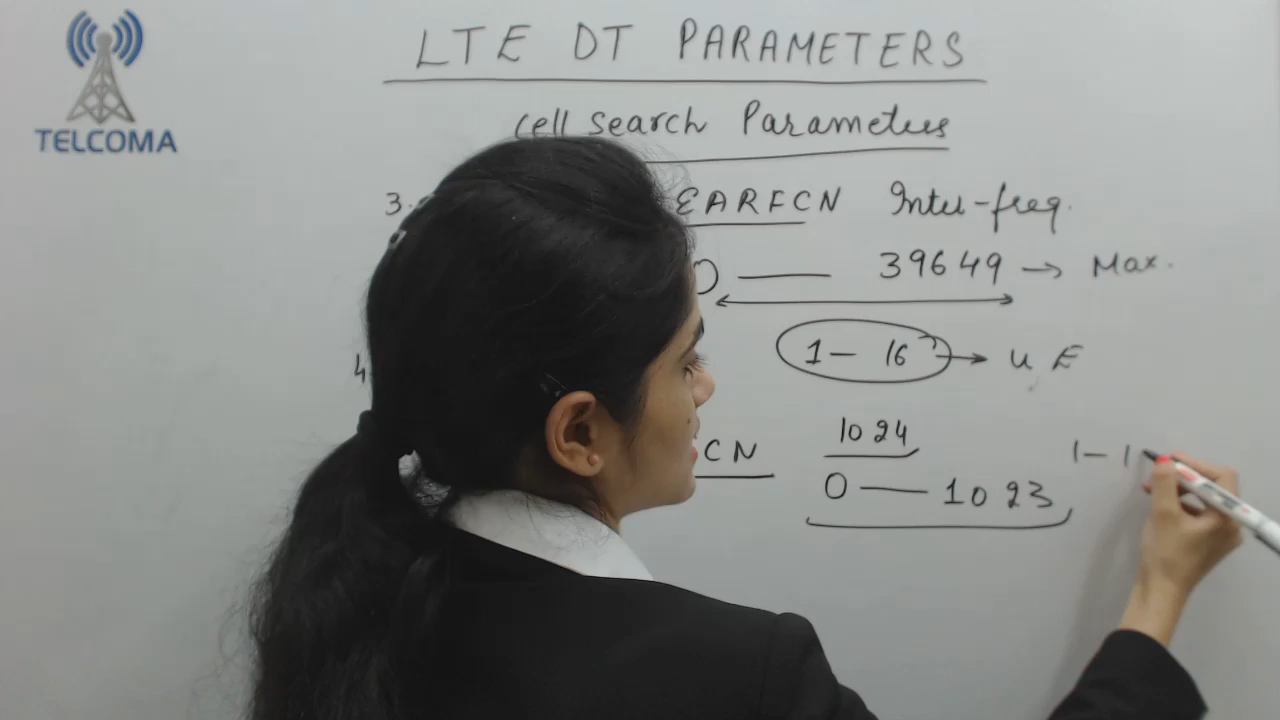 TELCOMA
LTE DT PARAMETERS
Cell Search Parameters
3. EARFCN Inter-freq.
0 — 39649 → Max.
1 — 16 → UE
4
CN 1024
0 — 1023
1 — 1